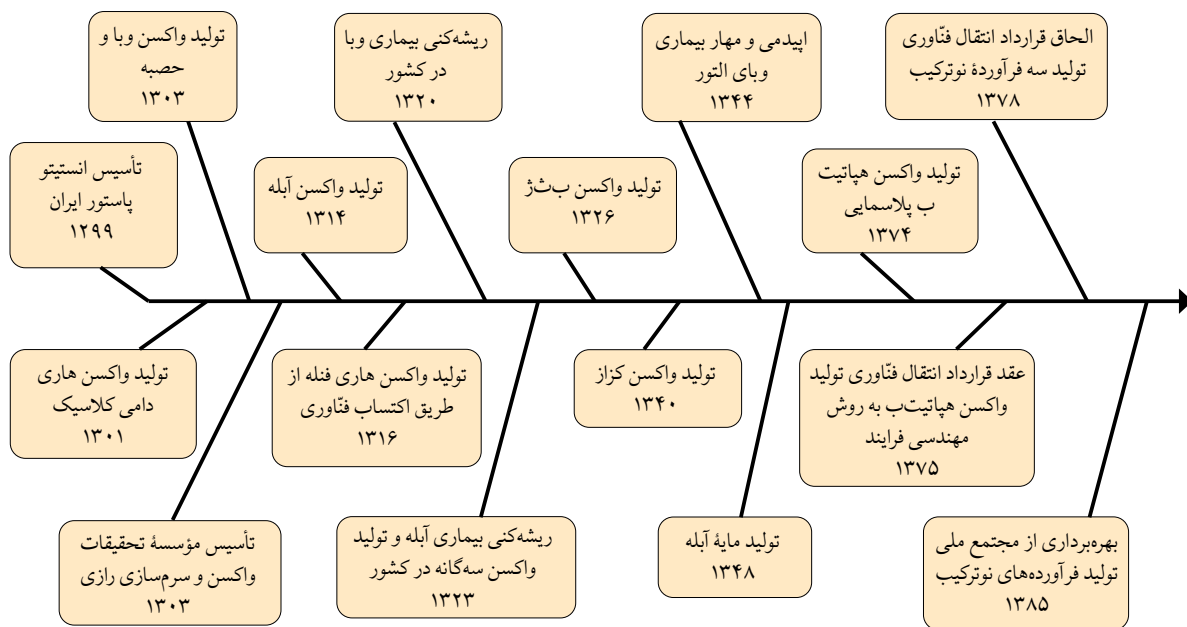 تأسیس انستیتو
پاستور ایران
۱۲۹۹
تولید واکسن هاری
دامی کلاسیک
۱۳۰۱
تولید واکسن وبا و
حصبه
۱۳۰۳
تأسیس مؤسسهٔ تحقیقات
واکسن و سرم‌سازی رازی
۱۳۰۳
تولید واکسن آبله
۱۳۱۴
تولید واکسن هاری فنله از
طریق اکتساب فنّاوری
۱۳۱۶
ریشه‌کنی بیماری وبا
در کشور
۱۳۲۰
ریشه‌کنی بیماری آبله و تولید
واکسن سه‌گانه در کشور
۱۳۲۳
تولید واکسن ب‌ث‌ژ
۱۳۲۶
تولید واکسن کزاز
۱۳۴۰
اپیدمی و مهار بیماری
وبای التور
۱۳۴۴
تولید مایهٔ آبله
۱۳۴۸
تولید واکسن هپاتیت
ب پلاسمایی
۱۳۷۴
عقد قرارداد انتقال فنّاوری تولید
واکسن هپاتیت‌ب به روش
مهندسی فرایند
۱۳۷۵
الحاق قرارداد انتقال فنّاوری
تولید سه فرآوردهٔ نوترکیب
۱۳۷۸
بهره‌برداری از مجتمع ملی
تولید فرآورده‌های نوترکیب
۱۳۸۵